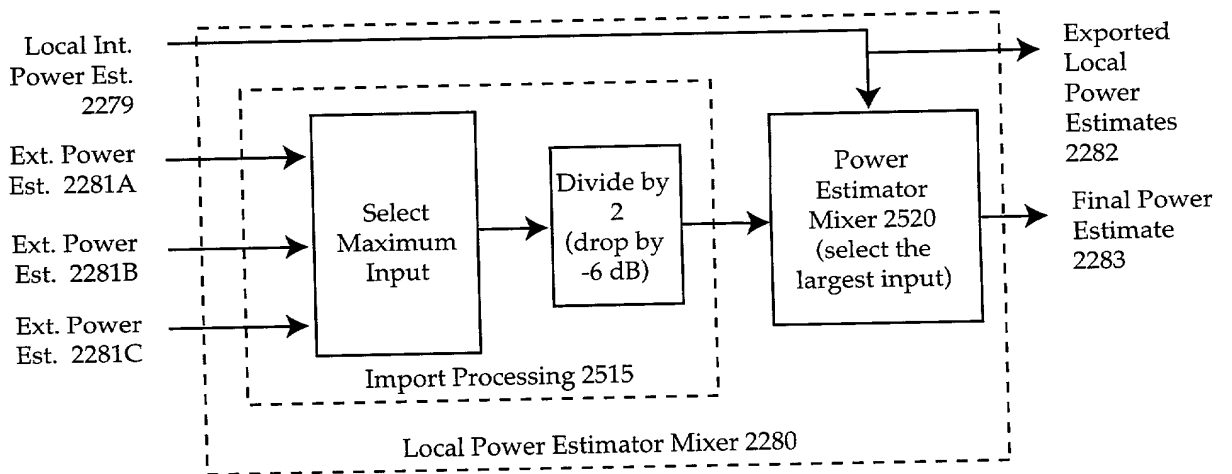 Local Int.
Power Est.
2279
Ext. Power
Est. 2281A
Ext. Power
Est. 2281B
Ext. Power
Est. 2281C
Select
Maximum
Input
Divide by
2
(drop by
-6 dB)
Import Processing 2515
Power
Estimator
Mixer 2520
(select the
largest input)
Local Power Estimator Mixer 2280
Exported
Local
Power
Estimates
2282
Final Power
Estimate
2283